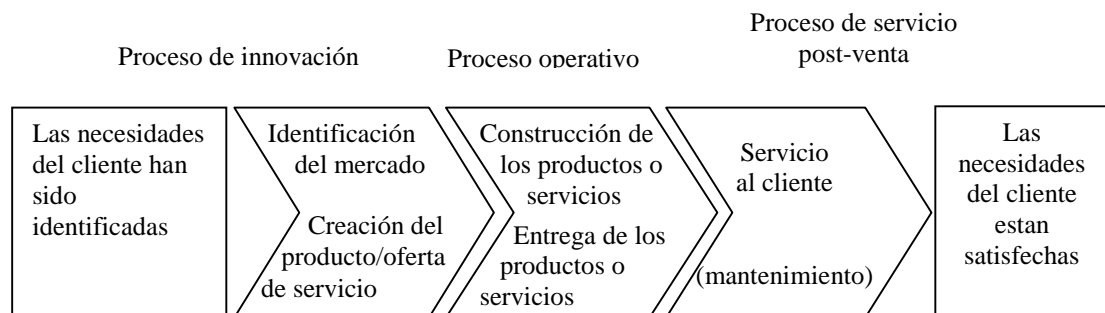 Proceso de innovación
Proceso operativo
Proceso de servicio
post-venta
Las necesidades
del cliente han
sido
identificadas
Identificación
del mercado
Creación del
producto/oferta
de servicio
Construcción de
los productos o
servicios
Entrega de los
productos o
servicios
Servicio
al cliente
(mantenimiento)
Las
necesidades
del cliente
estan
satisfechas